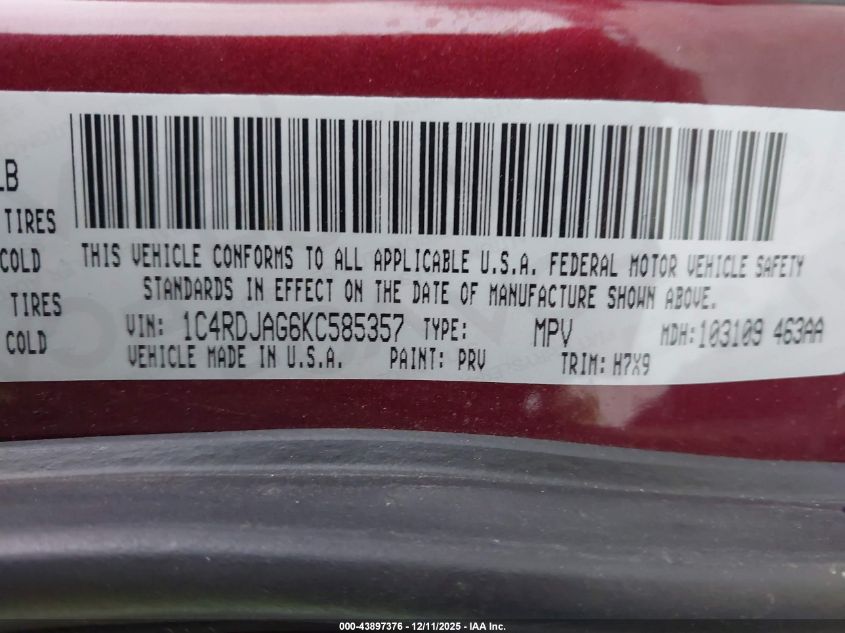 LB
TIRES
COLD
TIRES
COLD
THIS VEHICLE CONFORMS TO ALL APPLICABLE U.S.A. FEDERAL MOTOR VEHICLE SAFETY
STANDARDS IN EFFECT ON THE DATE OF MANUFACTURE SHOWN ABOVE.
VIN: 1C4RDJAG6KC585357 TYPE: MPV MDH:103109 463AA
VEHICLE MADE IN U.S.A. PAINT: PRV TRIM: H7X9
000-43897376 - 12/11/2025 - IAA Inc.